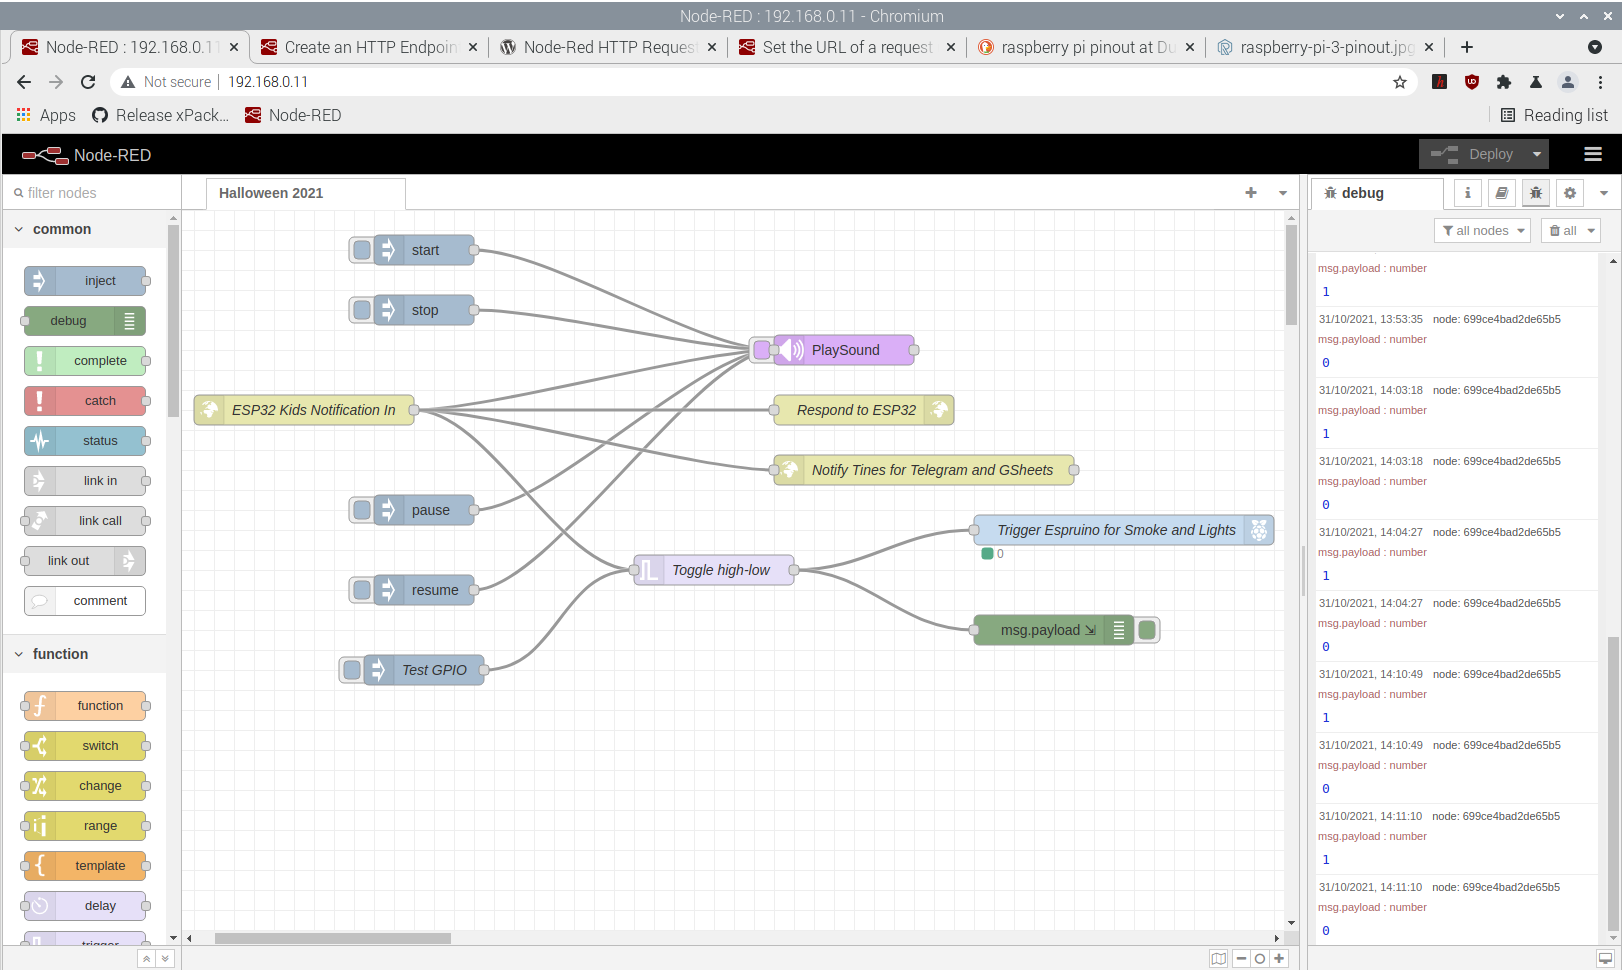 Node-RED : 192.168.0.11 - Chromium
Node-RED : 192.168.0.11
Create an HTTP Endpoin
Node-Red HTTP Reques
Set the URL of a request
raspberry pi pinout at Du
raspberry-pi-3-pinout.jpg
Not secure
192.168.0.11
Apps
Release xPack...
Node-RED
Reading list
Node-RED
Deploy
filter nodes
common
inject
debug
complete
catch
status
link in
link call
link out
comment
function
function
switch
change
range
template
delay
trigger
Halloween 2021
start
stop
PlaySound
ESP32 Kids Notification In
Respond to ESP32
Notify Tines for Telegram and GSheets
pause
Trigger Espruino for Smoke and Lights
0
Toggle high-low
resume
msg.payload
Test GPIO
debug
i
all nodes
all
msg.payload : number
1
31/10/2021, 13:53:35 node: 699ce4bad2de65b5
msg.payload : number
0
31/10/2021, 14:03:18 node: 699ce4bad2de65b5
msg.payload : number
1
31/10/2021, 14:03:18 node: 699ce4bad2de65b5
msg.payload : number
0
31/10/2021, 14:04:27 node: 699ce4bad2de65b5
msg.payload : number
1
31/10/2021, 14:04:27 node: 699ce4bad2de65b5
msg.payload : number
0
31/10/2021, 14:10:49 node: 699ce4bad2de65b5
msg.payload : number
1
31/10/2021, 14:10:49 node: 699ce4bad2de65b5
msg.payload : number
0
31/10/2021, 14:11:10 node: 699ce4bad2de65b5
msg.payload : number
1
31/10/2021, 14:11:10 node: 699ce4bad2de65b5
msg.payload : number
0